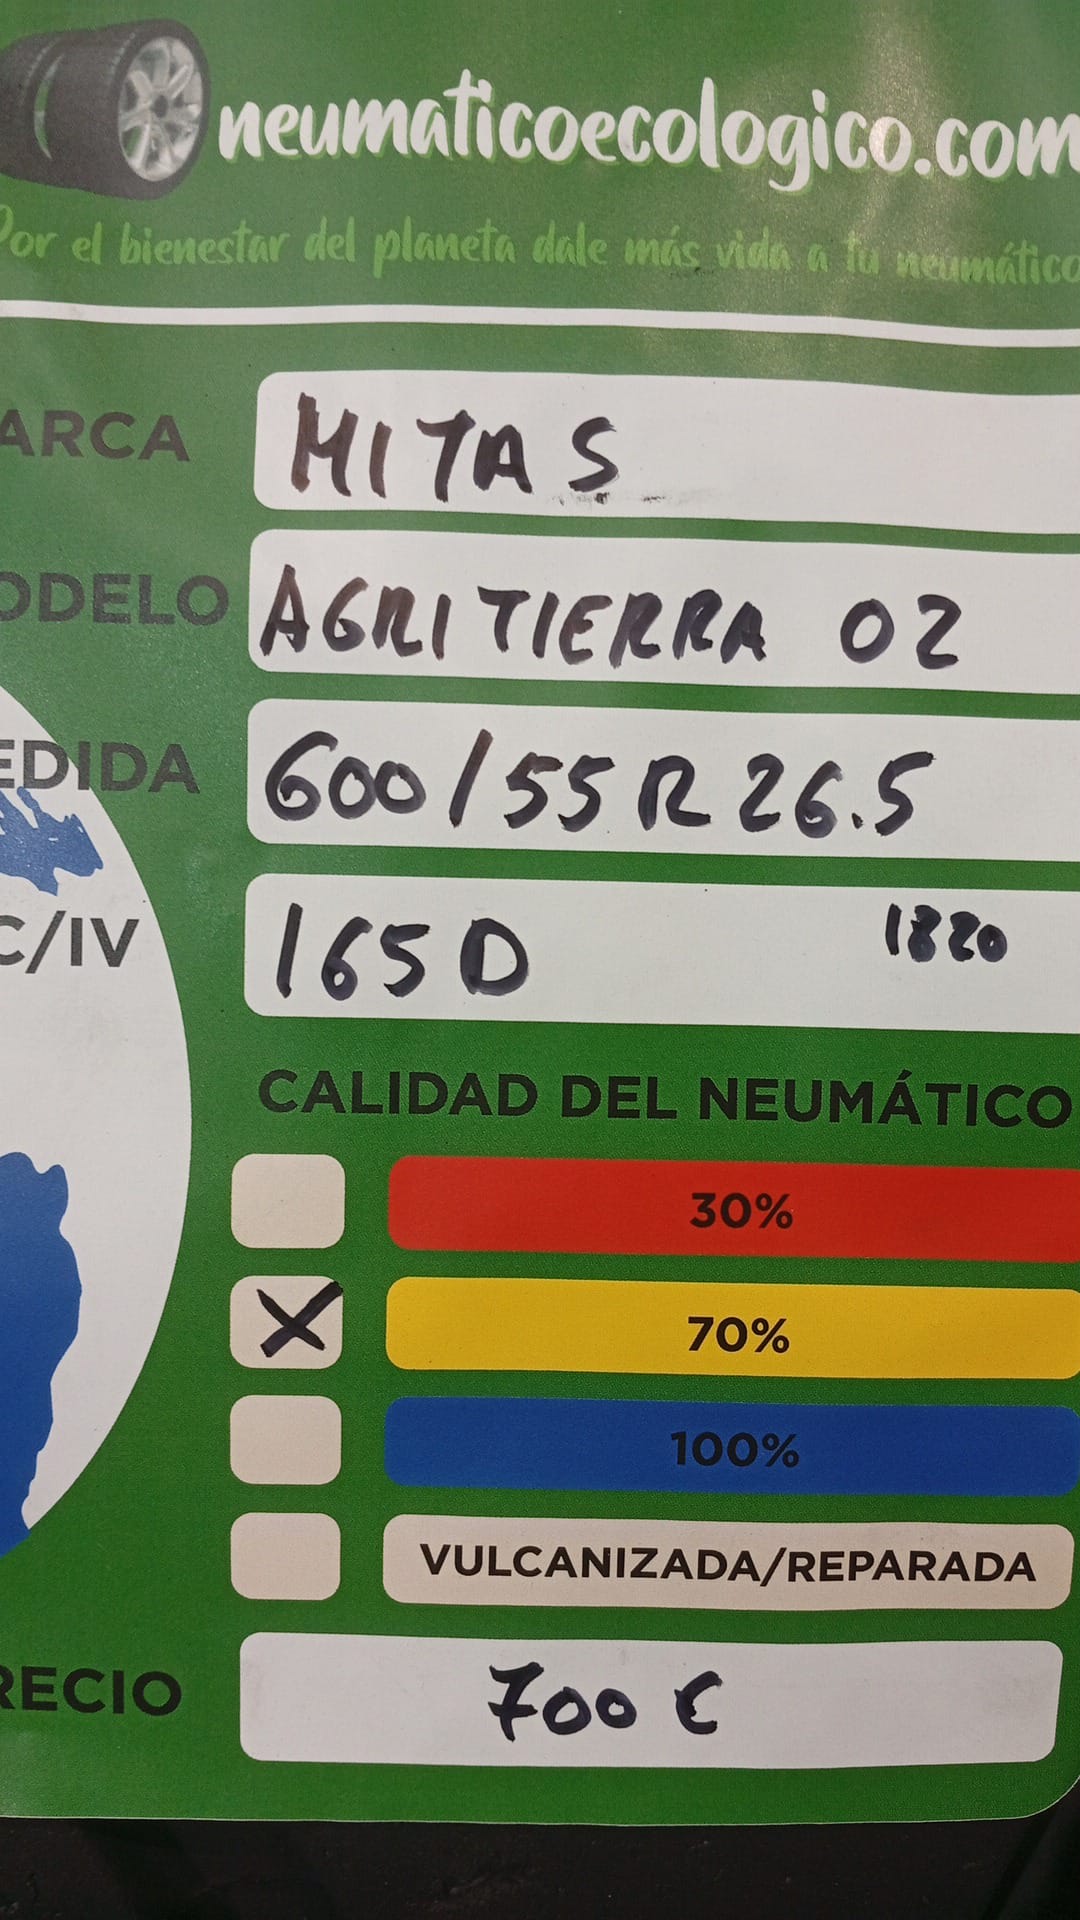 neumaticoecologico.com
Por el bienestar del planeta dale más vida a tu neumático
ARCA MITAS
ODELO AGRITIERRA 02
EDIDA 600/55R26.5
C/IV 165D 1820
CALIDAD DEL NEUMÁTICO
30%
X 70%
100%
VULCANIZADA/REPARADA
RECIO 700 €